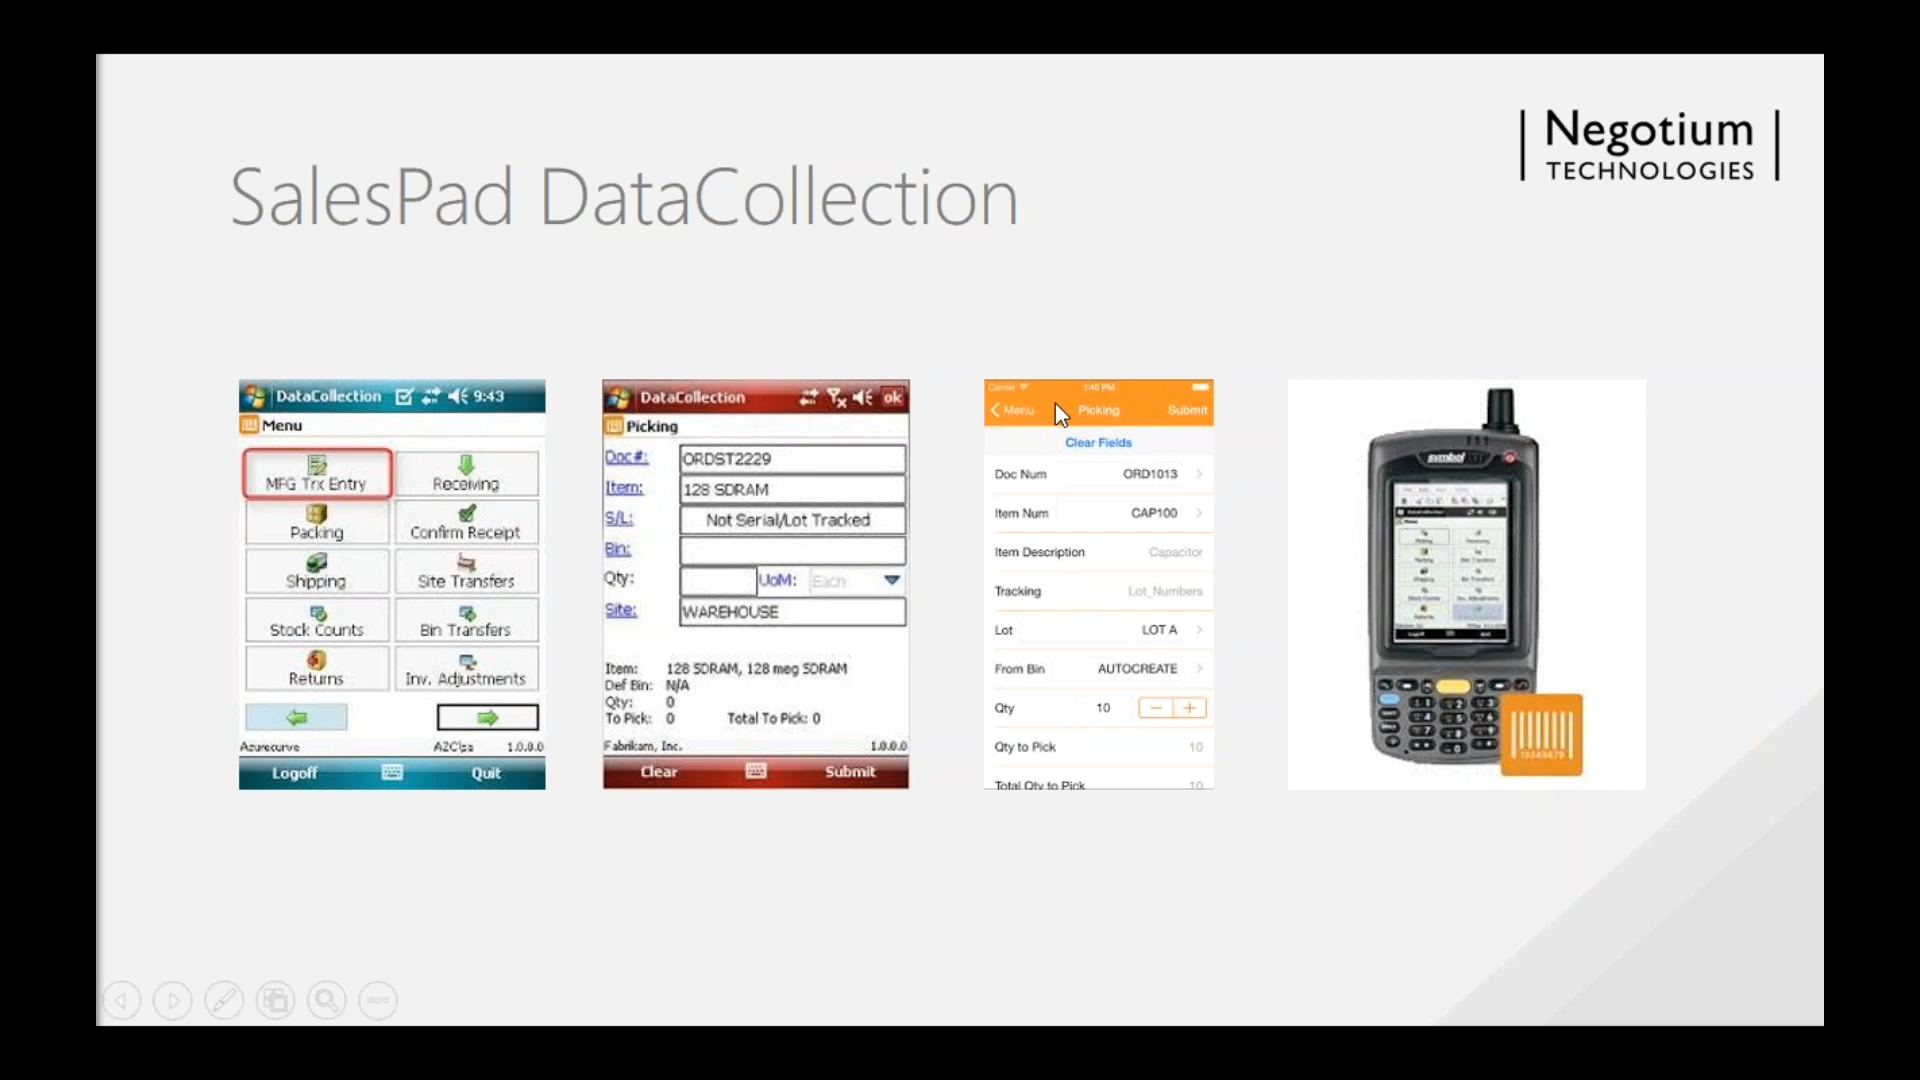 Negotium
TECHNOLOGIES
SalesPad DataCollection
DataCollection 9:43
Menu
MFG Trx Entry Receiving
Packing Confirm Receipt
Shipping Site Transfers
Stock Counts Bin Transfers
Returns Inv. Adjustments
Azurecurve 1.0.0.0
Logoff Quit
DataCollection ok
Picking
Doc#: ORDST2229
Item: 128 SDRAM
S/L: Not Serial/Lot Tracked
Bin:
Qty: UoM: Each
Site: WAREHOUSE
Item: 128 SDRAM, 128 meg SDRAM
Def Bin: N/A
Qty: 0
To Pick: 0 Total To Pick: 0
Fabrikam, Inc. 1.0.0.0
Clear Submit
Carrier 1:40 PM
Menu Picking Submit
Clear Fields
Doc Num ORD1013
Item Num CAP100
Item Description Capacitor
Tracking Lot_Numbers
Lot LOT A
From Bin AUTOCREATE
Qty 10 − +
Qty to Pick 10
Total Qty to Pick 10
symbol